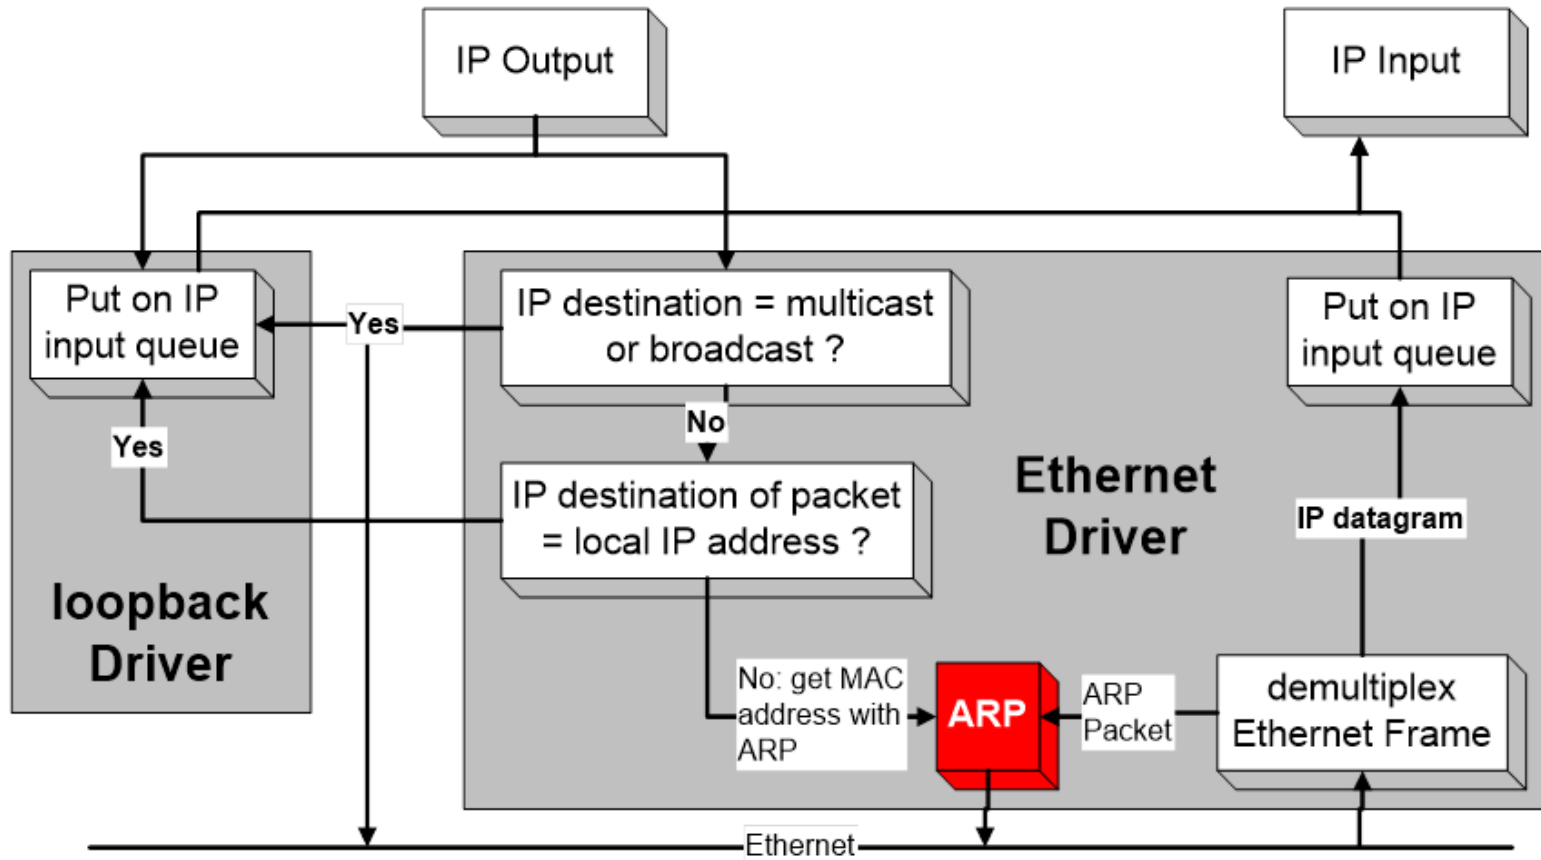 IP Output
IP Input
Put on IP
input queue
Yes
IP destination = multicast
or broadcast ?
Put on IP
input queue
No
Yes
IP destination of packet
= local IP address ?
Ethernet
Driver
IP datagram
loopback
Driver
No: get MAC
address with
ARP
ARP
ARP
Packet
demultiplex
Ethernet Frame
Ethernet